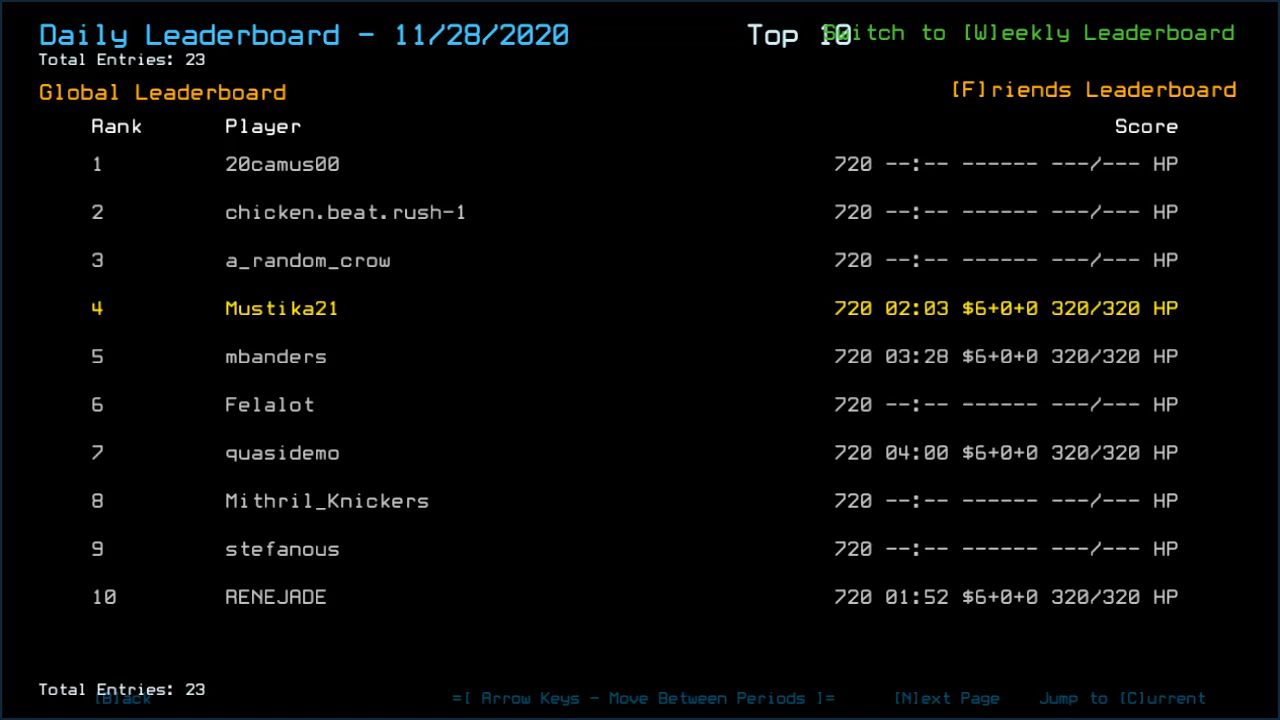 Daily Leaderboard - 11/28/2020 Top 10 Switch to [W]eekly Leaderboard
Total Entries: 23
Global Leaderboard [F]riends Leaderboard
Rank Player Score
1 20camus00 720 --:-- ------ ---/--- HP
2 chicken.beat.rush-1 720 --:-- ------ ---/--- HP
3 a_random_crow 720 --:-- ------ ---/--- HP
4 Mustika21 720 02:03 $6+0+0 320/320 HP
5 mbanders 720 03:28 $6+0+0 320/320 HP
6 Felalot 720 --:-- ------ ---/--- HP
7 quasidemo 720 04:00 $6+0+0 320/320 HP
8 Mithril_Knickers 720 --:-- ------ ---/--- HP
9 stefanous 720 --:-- ------ ---/--- HP
10 RENEJADE 720 01:52 $6+0+0 320/320 HP
Total Entries: 23
[B]ack =[ Arrow Keys - Move Between Periods ]= [N]ext Page Jump to [C]urrent